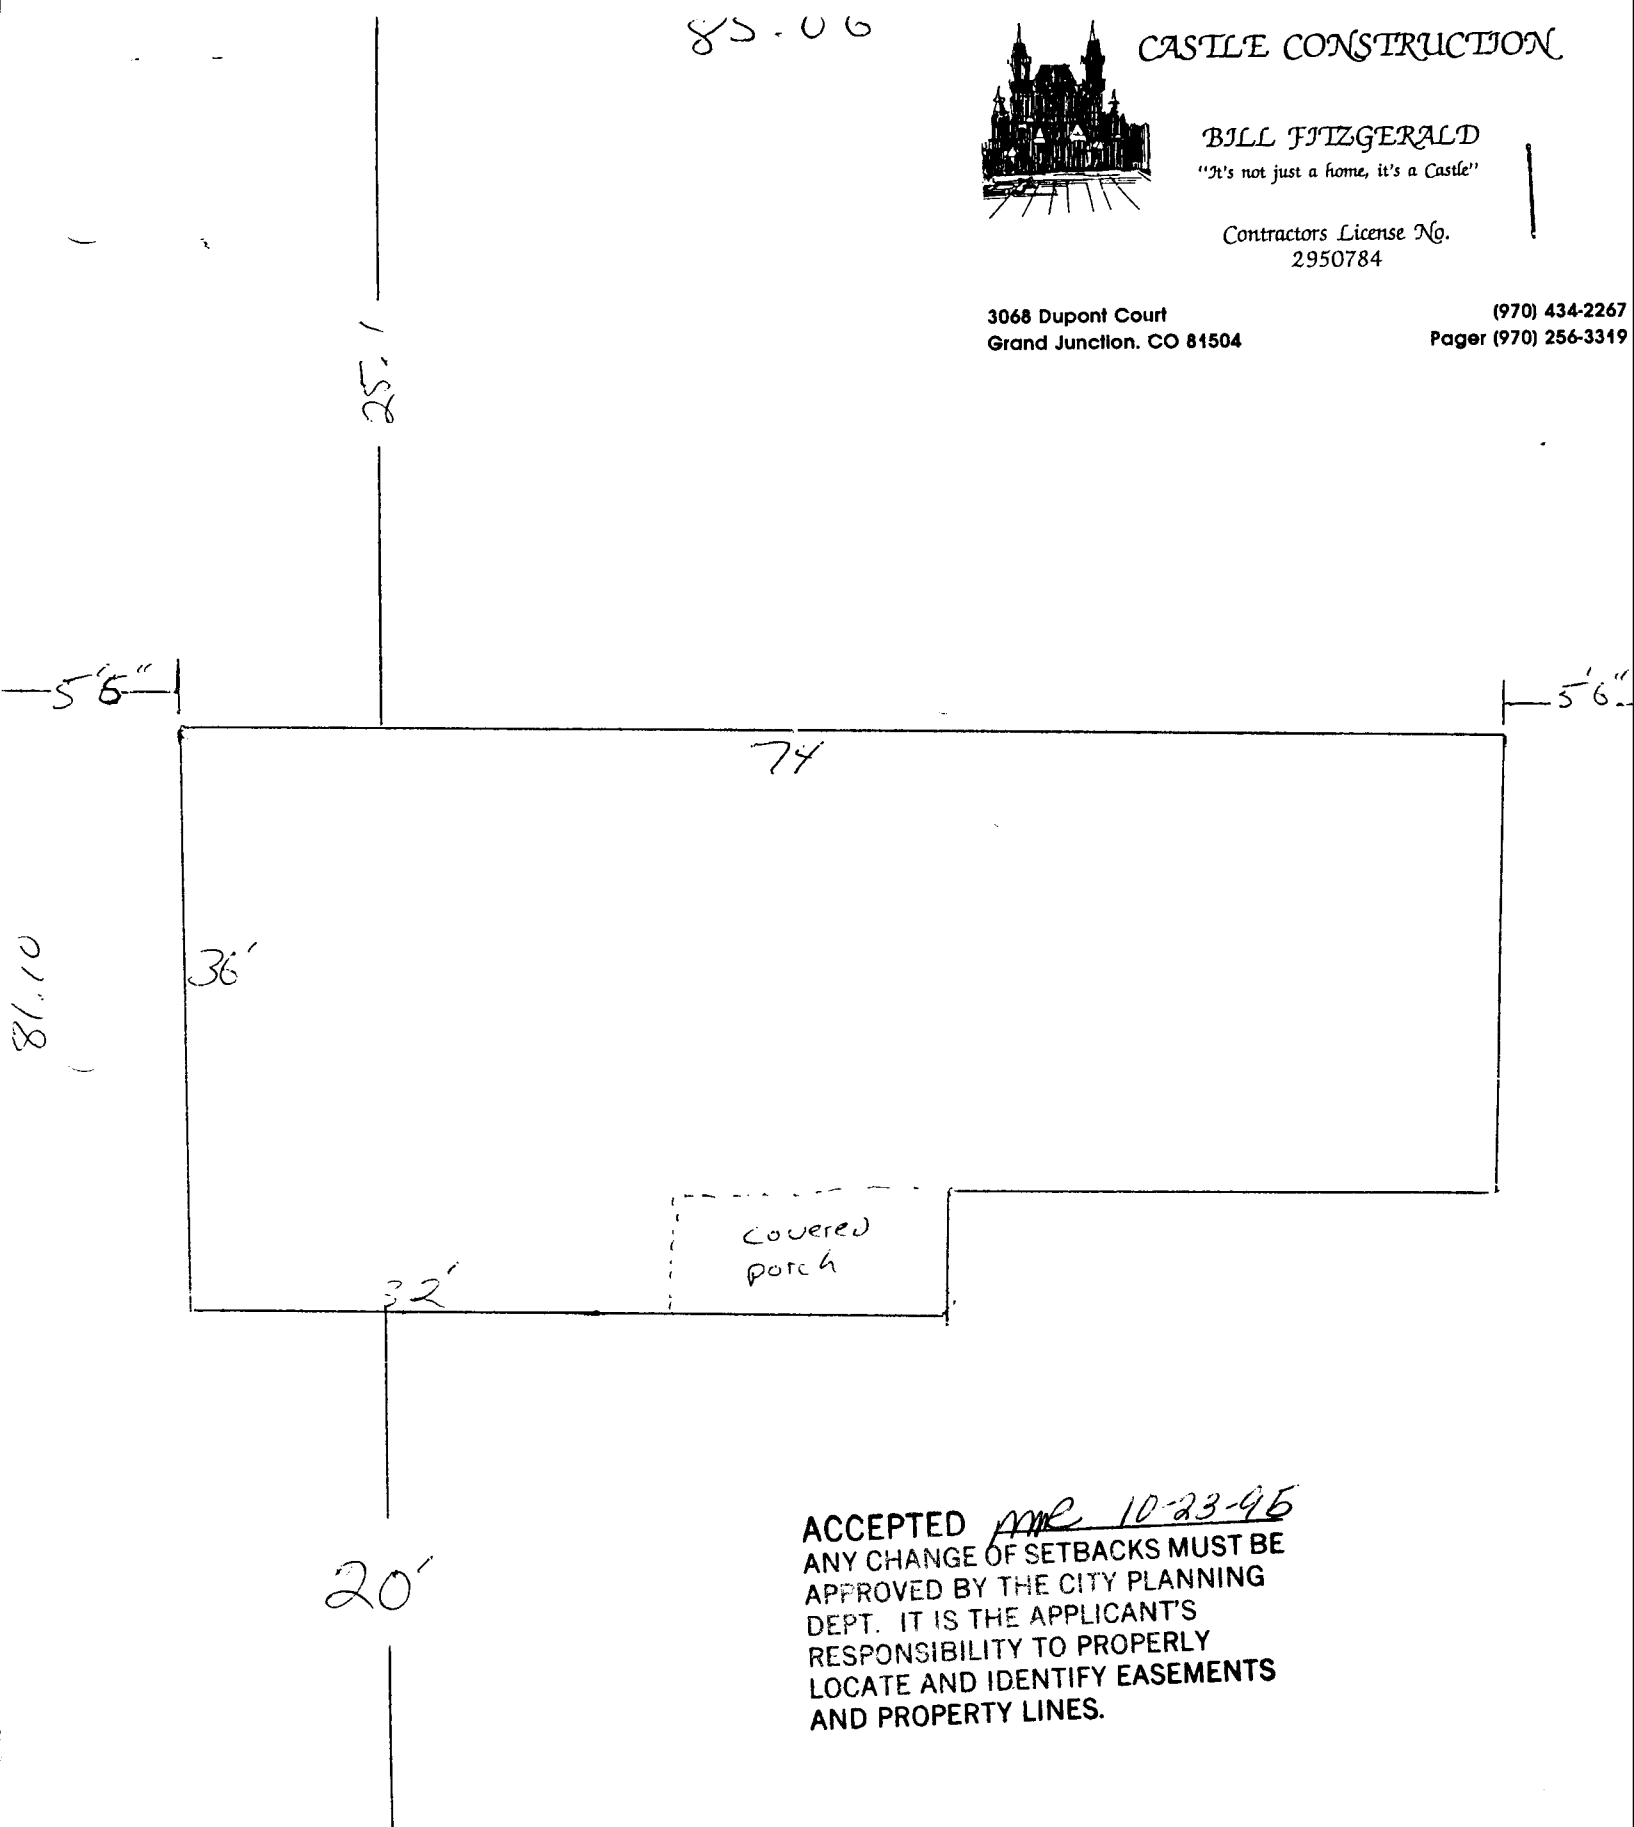 85.06
CASTLE CONSTRUCTION
BILL FITZGERALD
"It's not just a home, it's a Castle"
Contractors License No.
2950784
3068 Dupont Court
(970) 434-2267
Grand Junction. CO 81504
Pager (970) 256-3319
25.1
5'6"
5'6"
74
36'
81.10
covered
porch
32'
20'
ACCEPTED 10-23-95
ANY CHANGE OF SETBACKS MUST BE
APPROVED BY THE CITY PLANNING
DEPT. IT IS THE APPLICANT'S
RESPONSIBILITY TO PROPERLY
LOCATE AND IDENTIFY EASEMENTS
AND PROPERTY LINES.